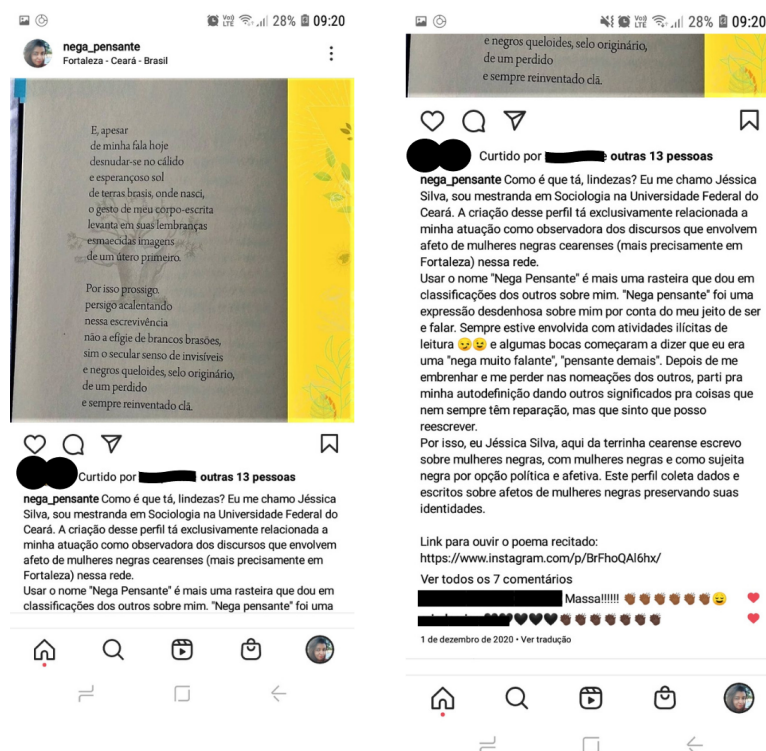 28% 09:20
nega_pensante
Fortaleza - Ceará - Brasil
E, apesar
de minha fala hoje
desnudar-se no cálido
e esperançoso sol
de terras brasis, onde nasci,
o gesto de meu corpo-escrita
levanta em suas lembranças
esmaecidas imagens
de um útero primeiro.
Por isso prossigo.
persigo acalentando
nessa escrevivência
não a efígie de brancos brasões,
sim o secular senso de invisíveis
e negros queloides, selo originário,
de um perdido
e sempre reinventado clã.
Curtido por outras 13 pessoas
nega_pensante Como é que tá, lindezas? Eu me chamo Jéssica
Silva, sou mestranda em Sociologia na Universidade Federal do
Ceará. A criação desse perfil tá exclusivamente relacionada a
minha atuação como observadora dos discursos que envolvem
afeto de mulheres negras cearenses (mais precisamente em
Fortaleza) nessa rede.
Usar o nome "Nega Pensante" é mais uma rasteira que dou em
classificações dos outros sobre mim. "Nega pensante" foi uma
28% 09:20
e negros queloides, selo originário,
de um perdido
e sempre reinventado clã.
Curtido por e outras 13 pessoas
nega_pensante Como é que tá, lindezas? Eu me chamo Jéssica
Silva, sou mestranda em Sociologia na Universidade Federal do
Ceará. A criação desse perfil tá exclusivamente relacionada a
minha atuação como observadora dos discursos que envolvem
afeto de mulheres negras cearenses (mais precisamente em
Fortaleza) nessa rede.
Usar o nome "Nega Pensante" é mais uma rasteira que dou em
classificações dos outros sobre mim. "Nega pensante" foi uma
expressão desdenhosa sobre mim por conta do meu jeito de ser
e falar. Sempre estive envolvida com atividades ilícitas de
leitura 😏😉 e algumas bocas começaram a dizer que eu era
uma "nega muito falante", "pensante demais". Depois de me
embrenhar e me perder nas nomeações dos outros, parti pra
minha autodefinição dando outros significados pra coisas que
nem sempre têm reparação, mas que sinto que posso
reescrever.
Por isso, eu Jéssica Silva, aqui da terrinha cearense escrevo
sobre mulheres negras, com mulheres negras e como sujeita
negra por opção política e afetiva. Este perfil coleta dados e
escritos sobre afetos de mulheres negras preservando suas
identidades.
Link para ouvir o poema recitado:
https://www.instagram.com/p/BrFhoQAl6hx/
Ver todos os 7 comentários
Massa!!!!!!
1 de dezembro de 2020 • Ver tradução